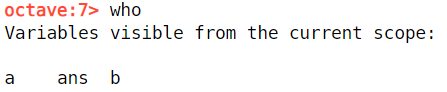 octave:7> who
Variables visible from the current scope:
a    ans  b